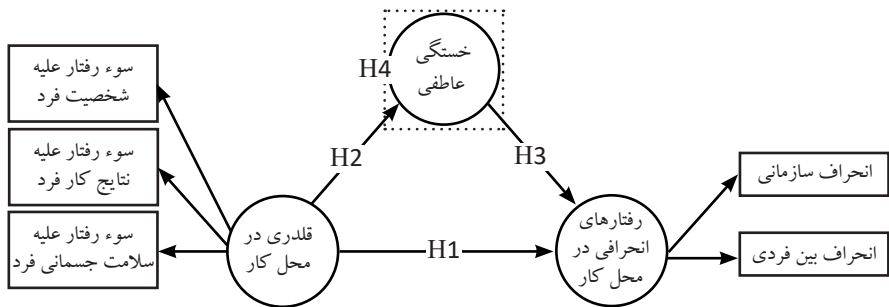 خستگی
عاطفی
H4
سوء رفتار علیه
شخصیت فرد
سوء رفتار علیه
نتایج کار فرد
سوء رفتار علیه
سلامت جسمانی فرد
H2
H3
قلدری در
محل کار
H1
رفتارهای
انحرافی در
محل کار
انحراف سازمانی
انحراف بین فردی